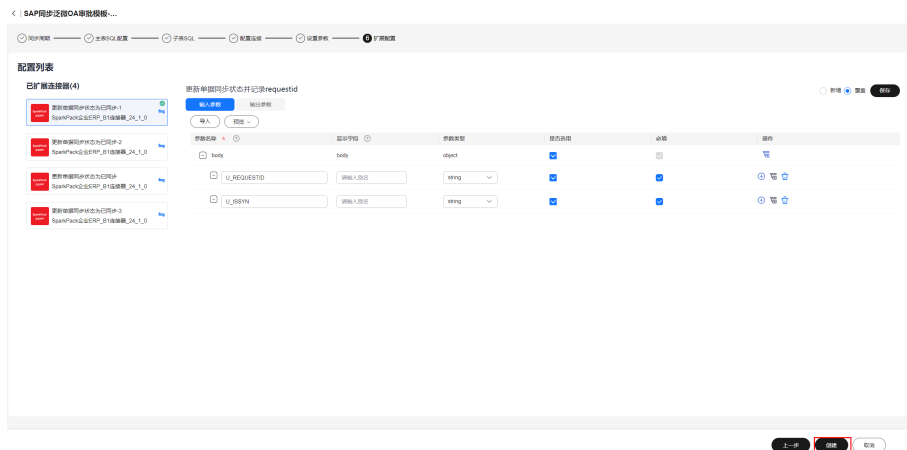 SAP同步泛微OA审批模板-...
同步周期
主表SQL配置
子表SQL
配置连续
设置参数
6 扩展配置
配置列表
已扩展连接器(4)
更新单据同步状态为已同步-1
SparkPack企业ERP_B1连接器_24_1_0
更新单据同步状态为已同步-2
SparkPack企业ERP_B1连接器_24_1_0
更新单据同步状态为已同步
SparkPack企业ERP_B1连接器_24_1_0
更新单据同步状态为已同步-3
SparkPack企业ERP_B1连接器_24_1_0
更新单据同步状态并记录requestid
新增 覆盖 保存
输入参数 输出参数
导入 预览
参数名称 * 显示字段 参数类型 是否启用 必填 操作
body body object
U_REQUESTID 请输入别名 string
U_ISSYN 请输入别名 string
上一步 创建 取消